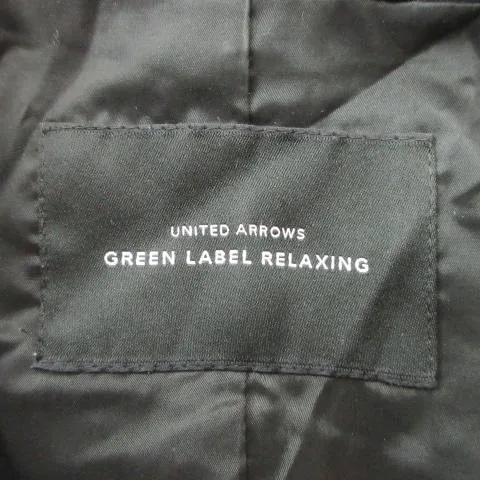 UNITED ARROWS
GREEN LABEL RELAXING